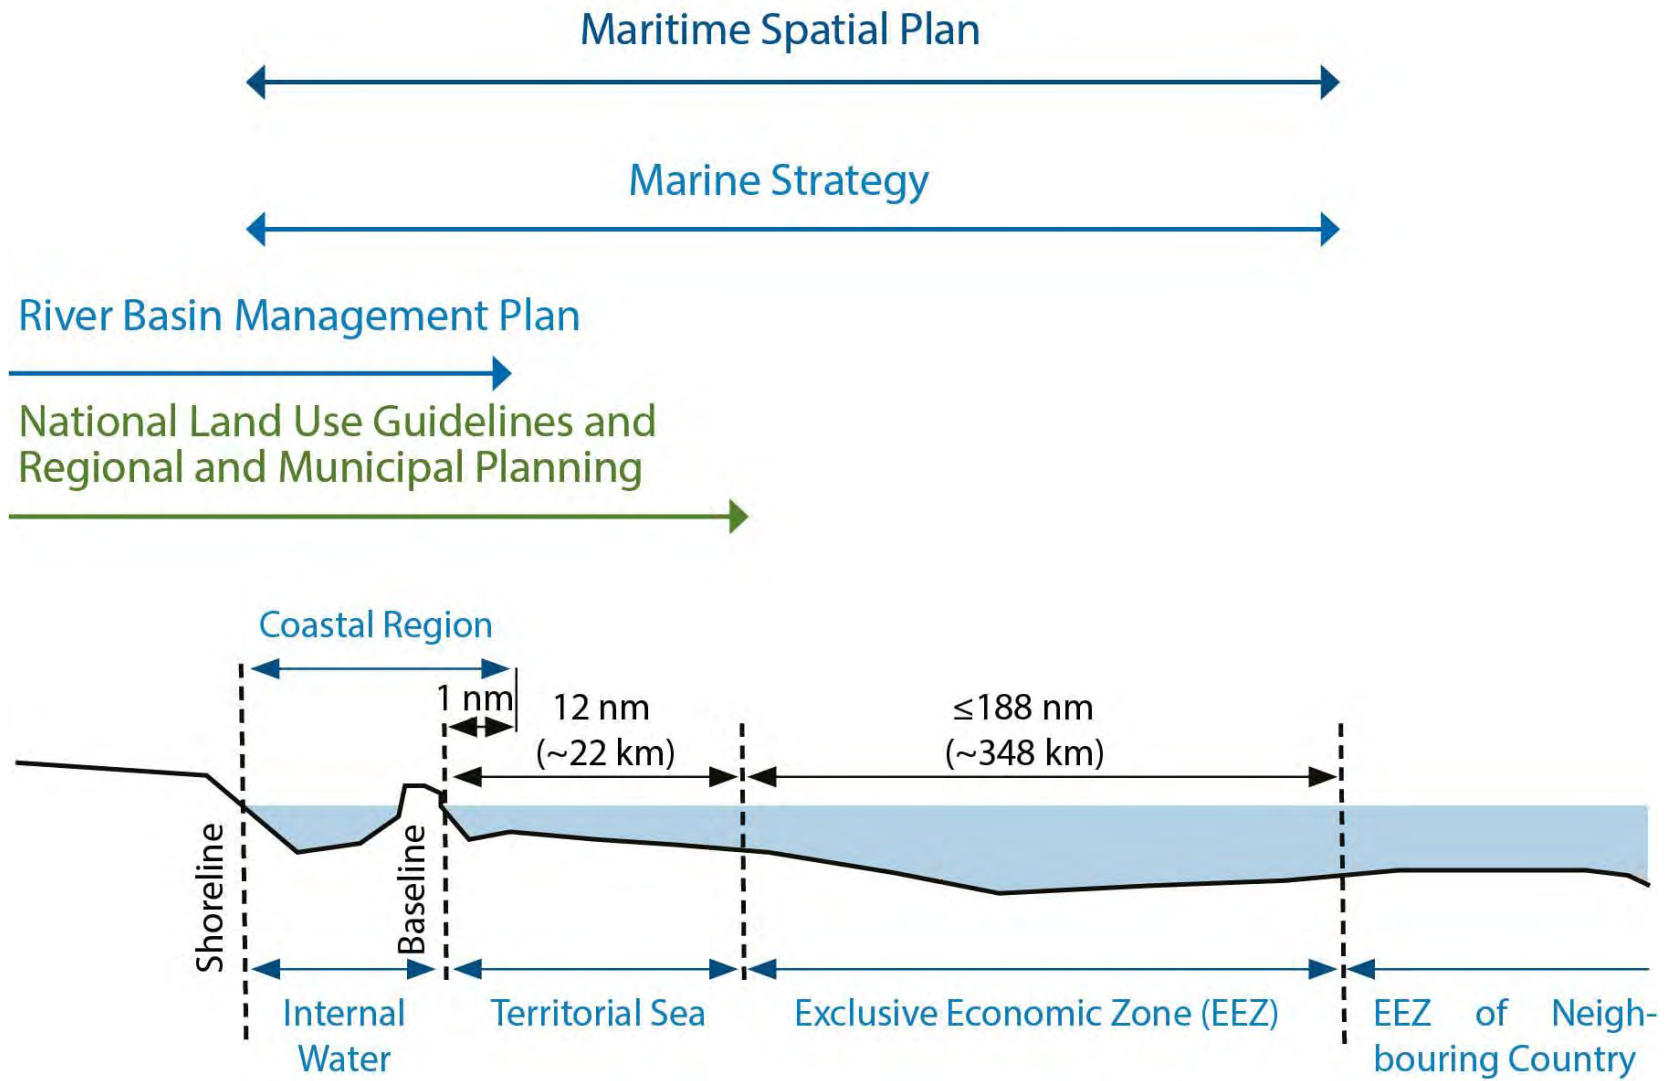 Maritime Spatial Plan
Marine Strategy
River Basin Management Plan
National Land Use Guidelines and
Regional and Municipal Planning
Coastal Region
1 nm
12 nm
(~22 km)
≤188 nm
(~348 km)
Shoreline
Baseline
Internal
Water
Territorial Sea
Exclusive Economic Zone (EEZ)
EEZ of Neigh-
bouring Country